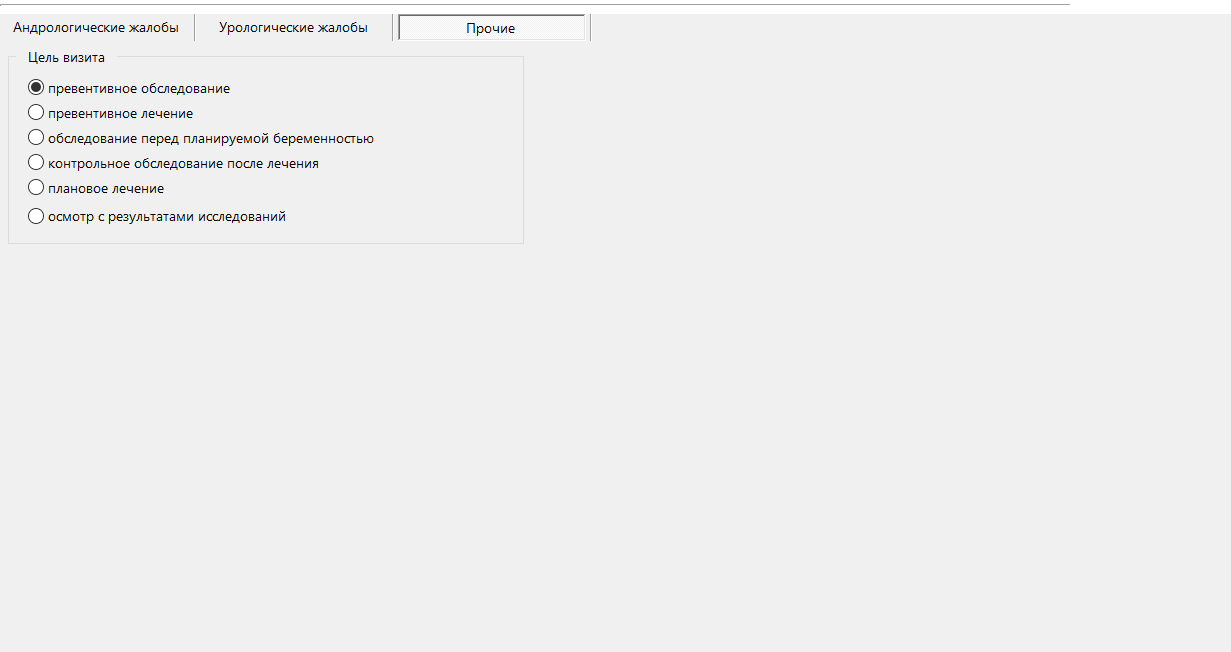 Андрологические жалобы Урологические жалобы Прочие
Цель визита
превентивное обследование
превентивное лечение
обследование перед планируемой беременностью
контрольное обследование после лечения
плановое лечение
осмотр с результатами исследований